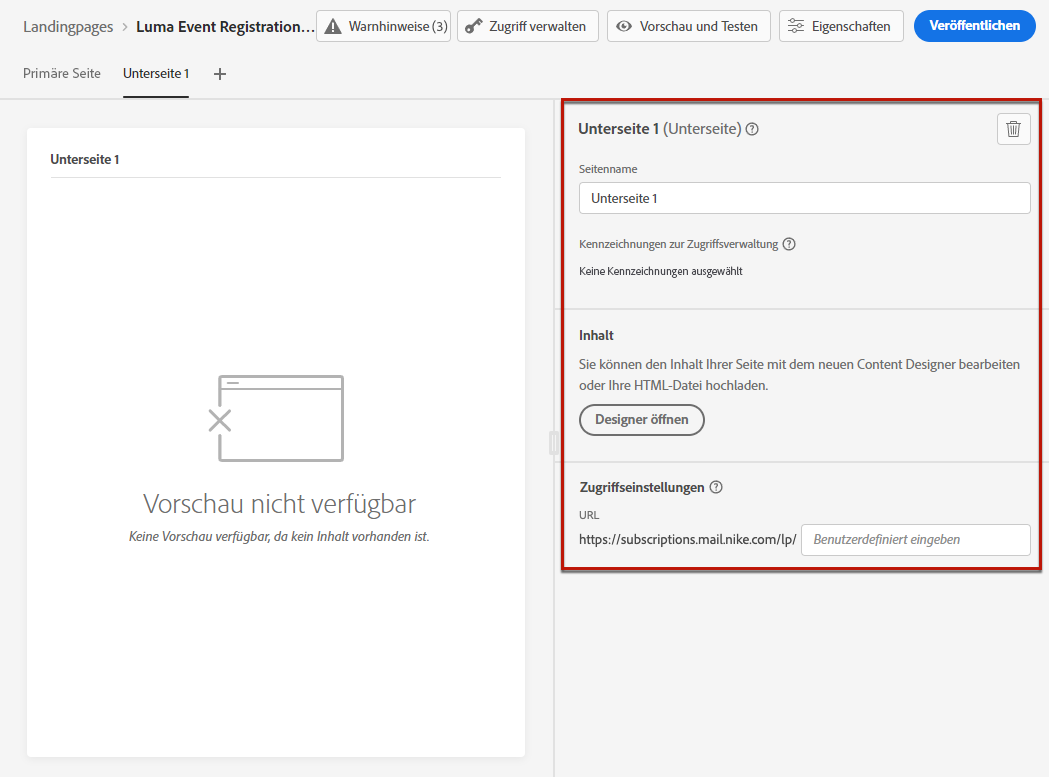 Landingpages > Luma Event Registration... Warnhinweise (3) Zugriff verwalten Vorschau und Testen Eigenschaften Veröffentlichen
Primäre Seite Unterseite 1 +
Unterseite 1
Vorschau nicht verfügbar
Keine Vorschau verfügbar, da kein Inhalt vorhanden ist.
Unterseite 1 (Unterseite)
Seitenname
Unterseite 1
Kennzeichnungen zur Zugriffsverwaltung
Keine Kennzeichnungen ausgewählt
Inhalt
Sie können den Inhalt Ihrer Seite mit dem neuen Content Designer bearbeiten
oder Ihre HTML-Datei hochladen.
Designer öffnen
Zugriffseinstellungen
URL
https://subscriptions.mail.nike.com/lp/ Benutzerdefiniert eingeben